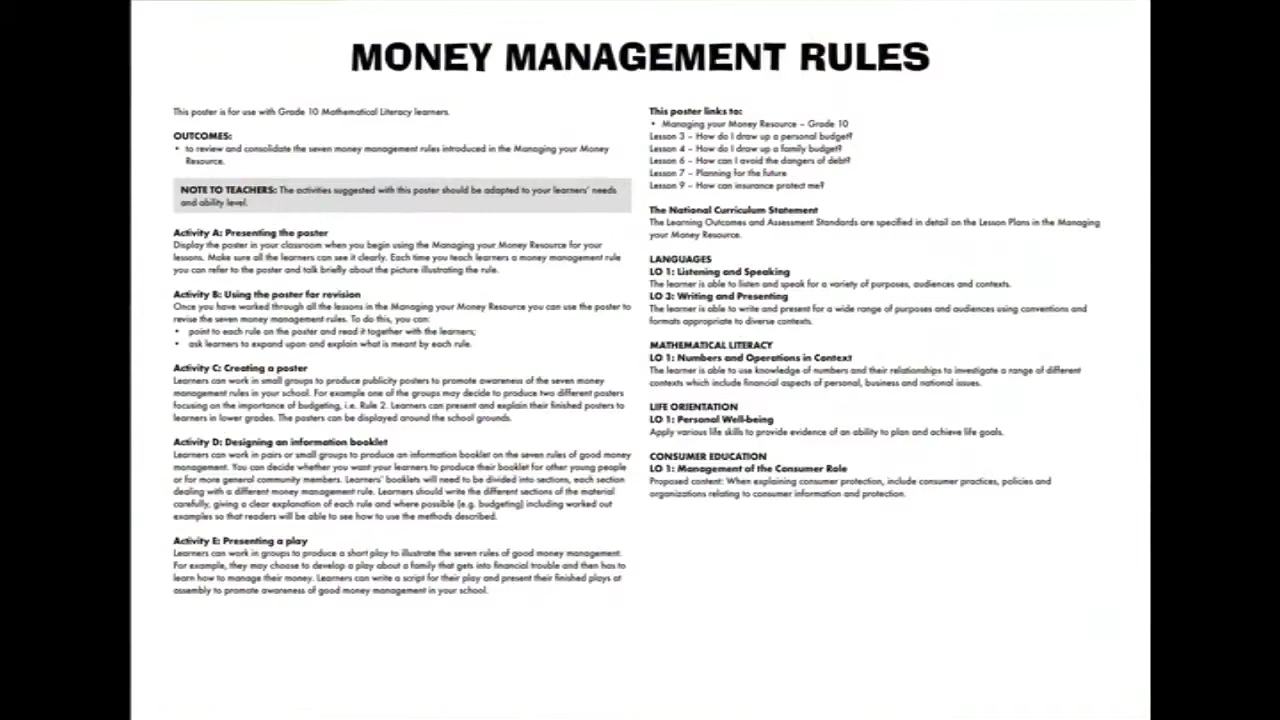 MONEY MANAGEMENT RULES
This poster is for use with Grade 10 Mathematical Literacy learners.
OUTCOMES:
• to review and consolidate the seven money management rules introduced in the Managing your Money
Resource.
NOTE TO TEACHERS: The activities suggested with this poster should be adapted to your learners' needs
and ability level.
Activity A: Presenting the poster
Display the poster in your classroom when you begin using the Managing your Money Resource for your
lessons. Make sure all the learners can see it clearly. Each time you teach learners a money management rule
you can refer to the poster and talk briefly about the picture illustrating the rule.
Activity B: Using the poster for revision
Once you have worked through all the lessons in the Managing your Money Resource you can use the poster to
revise the seven money management rules. To do this, you can:
• point to each rule on the poster and read it together with the learners;
• ask learners to expand upon and explain what is meant by each rule.
Activity C: Creating a poster
Learners can work in small groups to produce publicity posters to promote awareness of the seven money
management rules in your school. For example one of the groups may decide to produce two different posters
focusing on the importance of budgeting, i.e. Rule 2. Learners can present and explain their finished posters to
learners in lower grades. The posters can be displayed around the school grounds.
Activity D: Designing an information booklet
Learners can work in pairs or small groups to produce an information booklet on the seven rules of good money
management. You can decide whether you want your learners to produce their booklet for other young people
or for more general community members. Learners' booklets will need to be divided into sections, each section
dealing with a different money management rule. Learners should write the different sections of the material
carefully, giving a clear explanation of each rule and where possible (e.g. budgeting) including worked out
examples so that readers will be able to see how to use the methods described.
Activity E: Presenting a play
Learners can work in groups to produce a short play to illustrate the seven rules of good money management.
For example, they may choose to develop a play about a family that gets into financial trouble and then has to
learn how to manage their money. Learners can write a script for their play and present their finished plays at
assembly to promote awareness of good money management in your school.
This poster links to:
• Managing your Money Resource – Grade 10
Lesson 3 – How do I draw up a personal budget?
Lesson 4 – How do I draw up a family budget?
Lesson 6 – How can I avoid the dangers of debt?
Lesson 7 – Planning for the future
Lesson 9 – How can insurance protect me?
The National Curriculum Statement
The Learning Outcomes and Assessment Standards are specified in detail on the Lesson Plans in the Managing
your Money Resource.
LANGUAGES
LO 1: Listening and Speaking
The learner is able to listen and speak for a variety of purposes, audiences and contexts.
LO 3: Writing and Presenting
The learner is able to write and present for a wide range of purposes and audiences using conventions and
formats appropriate to diverse contexts.
MATHEMATICAL LITERACY
LO 1: Numbers and Operations in Context
The learner is able to use knowledge of numbers and their relationships to investigate a range of different
contexts which include financial aspects of personal, business and national issues.
LIFE ORIENTATION
LO 1: Personal Well-being
Apply various life skills to provide evidence of an ability to plan and achieve life goals.
CONSUMER EDUCATION
LO 1: Management of the Consumer Role
Proposed content: When explaining consumer protection, include consumer practices, policies and
organizations relating to consumer information and protection.